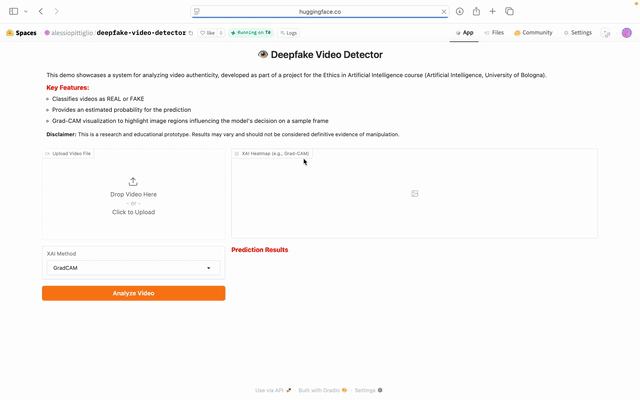 huggingface.co
Spaces
alessiopittiglio/deepfake-video-detector
like 0
Running on T4
Logs
App
Files
Community
Settings
Deepfake Video Detector
This demo showcases a system for analyzing video authenticity, developed as part of a project for the Ethics in Artificial Intelligence course (Artificial Intelligence, University of Bologna).
Key Features:
Classifies videos as REAL or FAKE
Provides an estimated probability for the prediction
Grad-CAM visualization to highlight image regions influencing the model's decision on a sample frame
Disclaimer: This is a research and educational prototype. Results may vary and should not be considered definitive evidence of manipulation.
Upload Video File
XAI Heatmap (e.g., Grad-CAM)
Drop Video Here
- or -
Click to Upload
XAI Method
GradCAM
Prediction Results
Analyze Video
Use via API · Built with Gradio · Settings